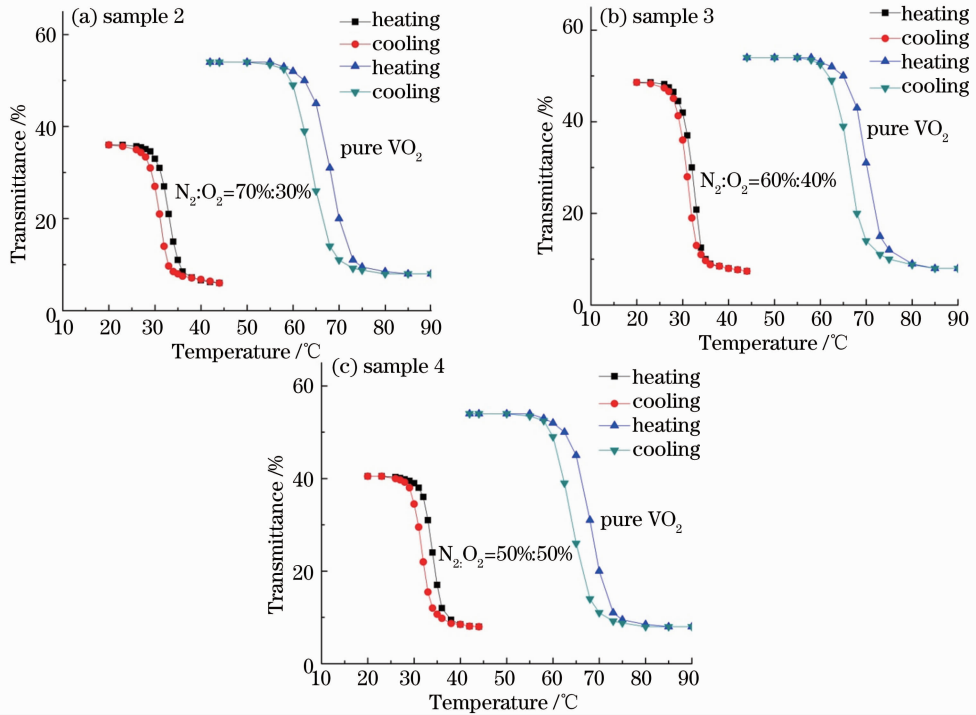 (a) sample 2
heating
cooling
heating
cooling
60
40
20
0
Transmittance /%
N₂:O₂=70%:30%
pure VO₂
10 20 30 40 50 60 70 80 90
Temperature /℃
(b) sample 3
heating
cooling
heating
cooling
60
40
20
0
Transmittance /%
pure VO₂
N₂:O₂=60%:40%
10 20 30 40 50 60 70 80 90
Temperature /℃
(c) sample 4
heating
cooling
heating
cooling
60
40
20
0
Transmittance /%
pure VO₂
N₂:O₂=50%:50%
10 20 30 40 50 60 70 80 90
Temperature /℃